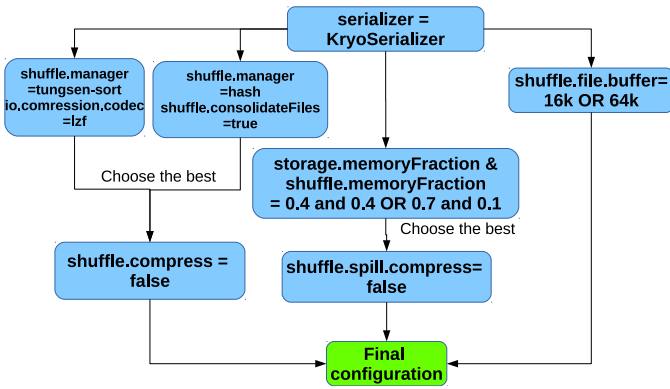 serializer =
KryoSerializer
shuffle.manager
=tungsen-sort
io.comression.codec
=lzf
shuffle.manager
=hash
shuffle.consolidateFiles
=true
shuffle.file.buffer=
16k OR 64k
Choose the best
storage.memoryFraction &
shuffle.memoryFraction
= 0.4 and 0.4 OR 0.7 and 0.1
Choose the best
shuffle.compress =
false
shuffle.spill.compress=
false
Final
configuration